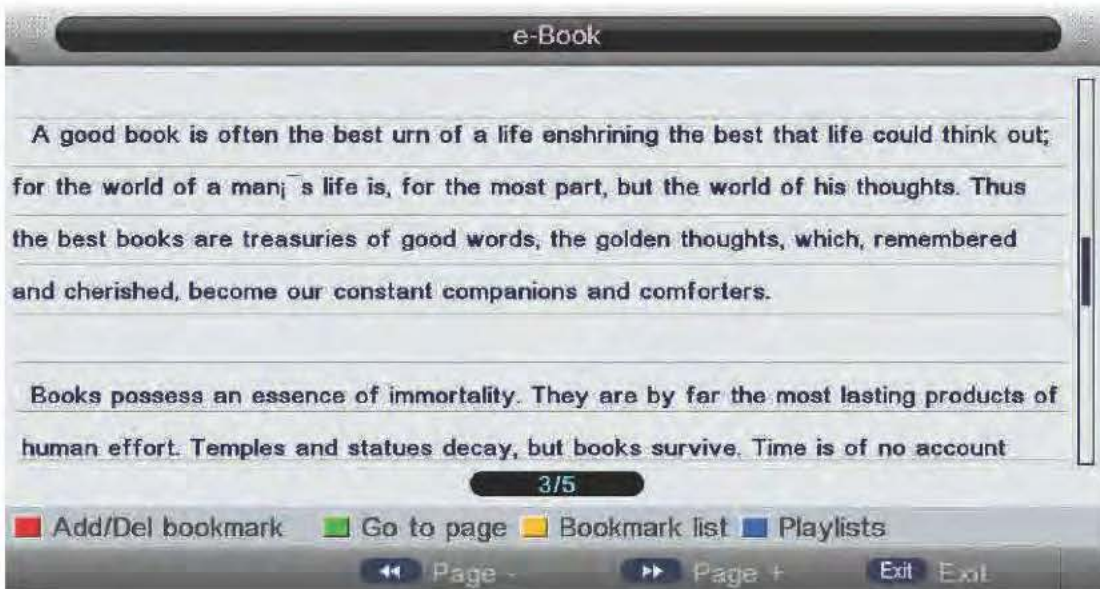 e-Book
A good book is often the best urn of a life enshrining the best that life could think out;
for the world of a man¡¯s life is, for the most part, but the world of his thoughts. Thus
the best books are treasuries of good words, the golden thoughts, which, remembered
and cherished, become our constant companions and comforters.
Books possess an essence of immortality. They are by far the most lasting products of
human effort. Temples and statues decay, but books survive. Time is of no account
3/5
Add/Del bookmark Go to page Bookmark list Playlists
Page - Page + Exit Exit